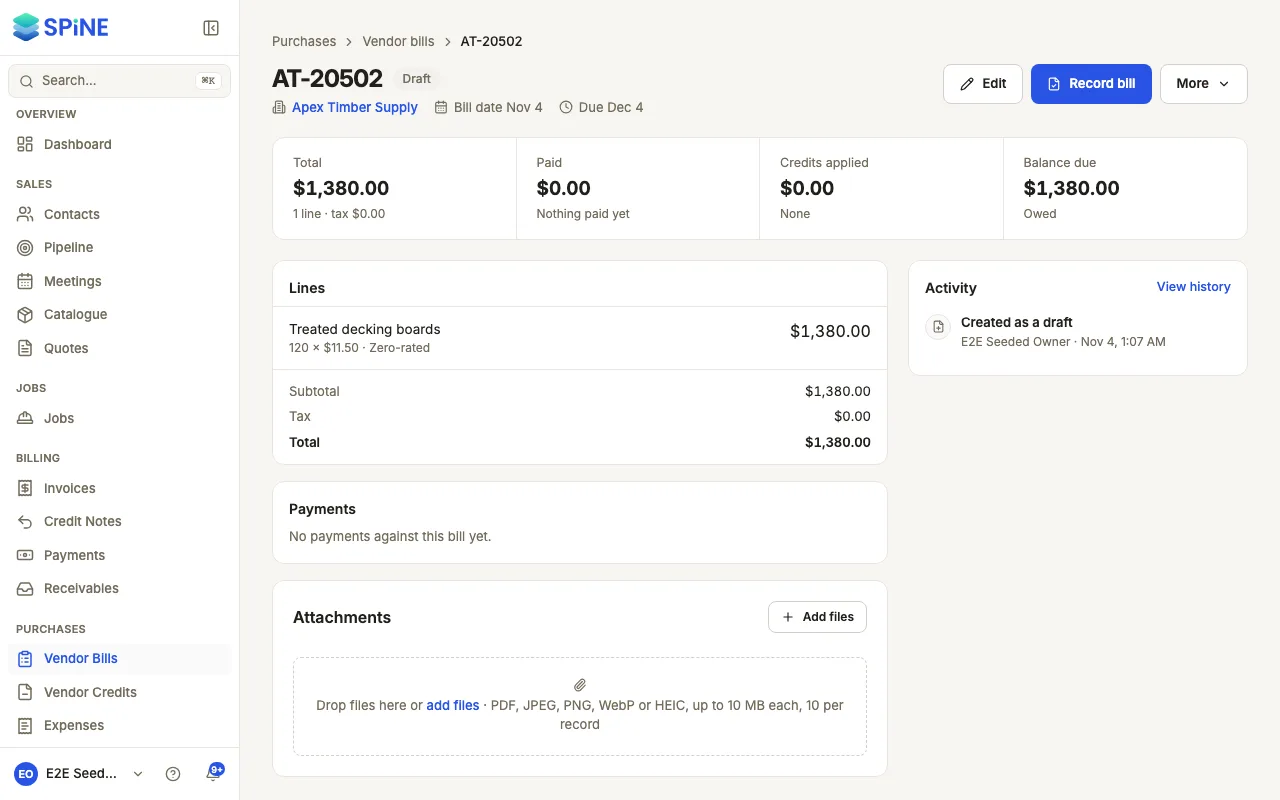 SPiNE
Search...
⌘K
OVERVIEW
Dashboard
SALES
Contacts
Pipeline
Meetings
Catalogue
Quotes
JOBS
Jobs
BILLING
Invoices
Credit Notes
Payments
Receivables
PURCHASES
Vendor Bills
Vendor Credits
Expenses
EO E2E Seed...
9+
Purchases > Vendor bills > AT-20502
AT-20502 Draft
Apex Timber Supply Bill date Nov 4 Due Dec 4
Edit
Record bill
More
Total
$1,380.00
1 line · tax $0.00
Paid
$0.00
Nothing paid yet
Credits applied
$0.00
None
Balance due
$1,380.00
Owed
Lines
Treated decking boards $1,380.00
120 × $11.50 · Zero-rated
Subtotal $1,380.00
Tax $0.00
Total $1,380.00
Payments
No payments against this bill yet.
Attachments
Add files
Drop files here or add files · PDF, JPEG, PNG, WebP or HEIC, up to 10 MB each, 10 per
record
Activity
View history
Created as a draft
E2E Seeded Owner · Nov 4, 1:07 AM